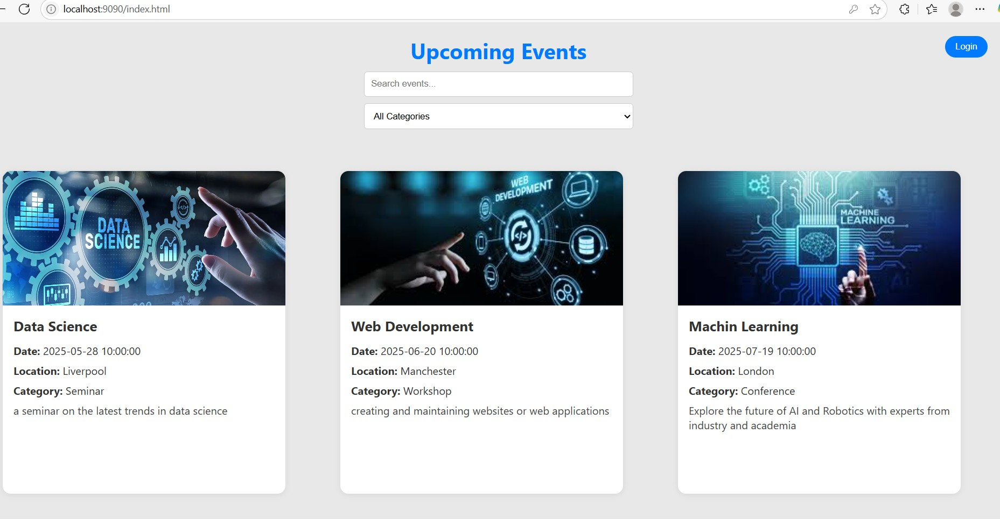 localhost:9090/index.html
Upcoming Events
Login
Search events...
All Categories
DATA
SCIENCE
Data Science
Date: 2025-05-28 10:00:00
Location: Liverpool
Category: Seminar
a seminar on the latest trends in data science
WEB
DEVELOPMENT
Web Development
Date: 2025-06-20 10:00:00
Location: Manchester
Category: Workshop
creating and maintaining websites or web applications
MACHINE
LEARNING
Machin Learning
Date: 2025-07-19 10:00:00
Location: London
Category: Conference
Explore the future of AI and Robotics with experts from
industry and academia